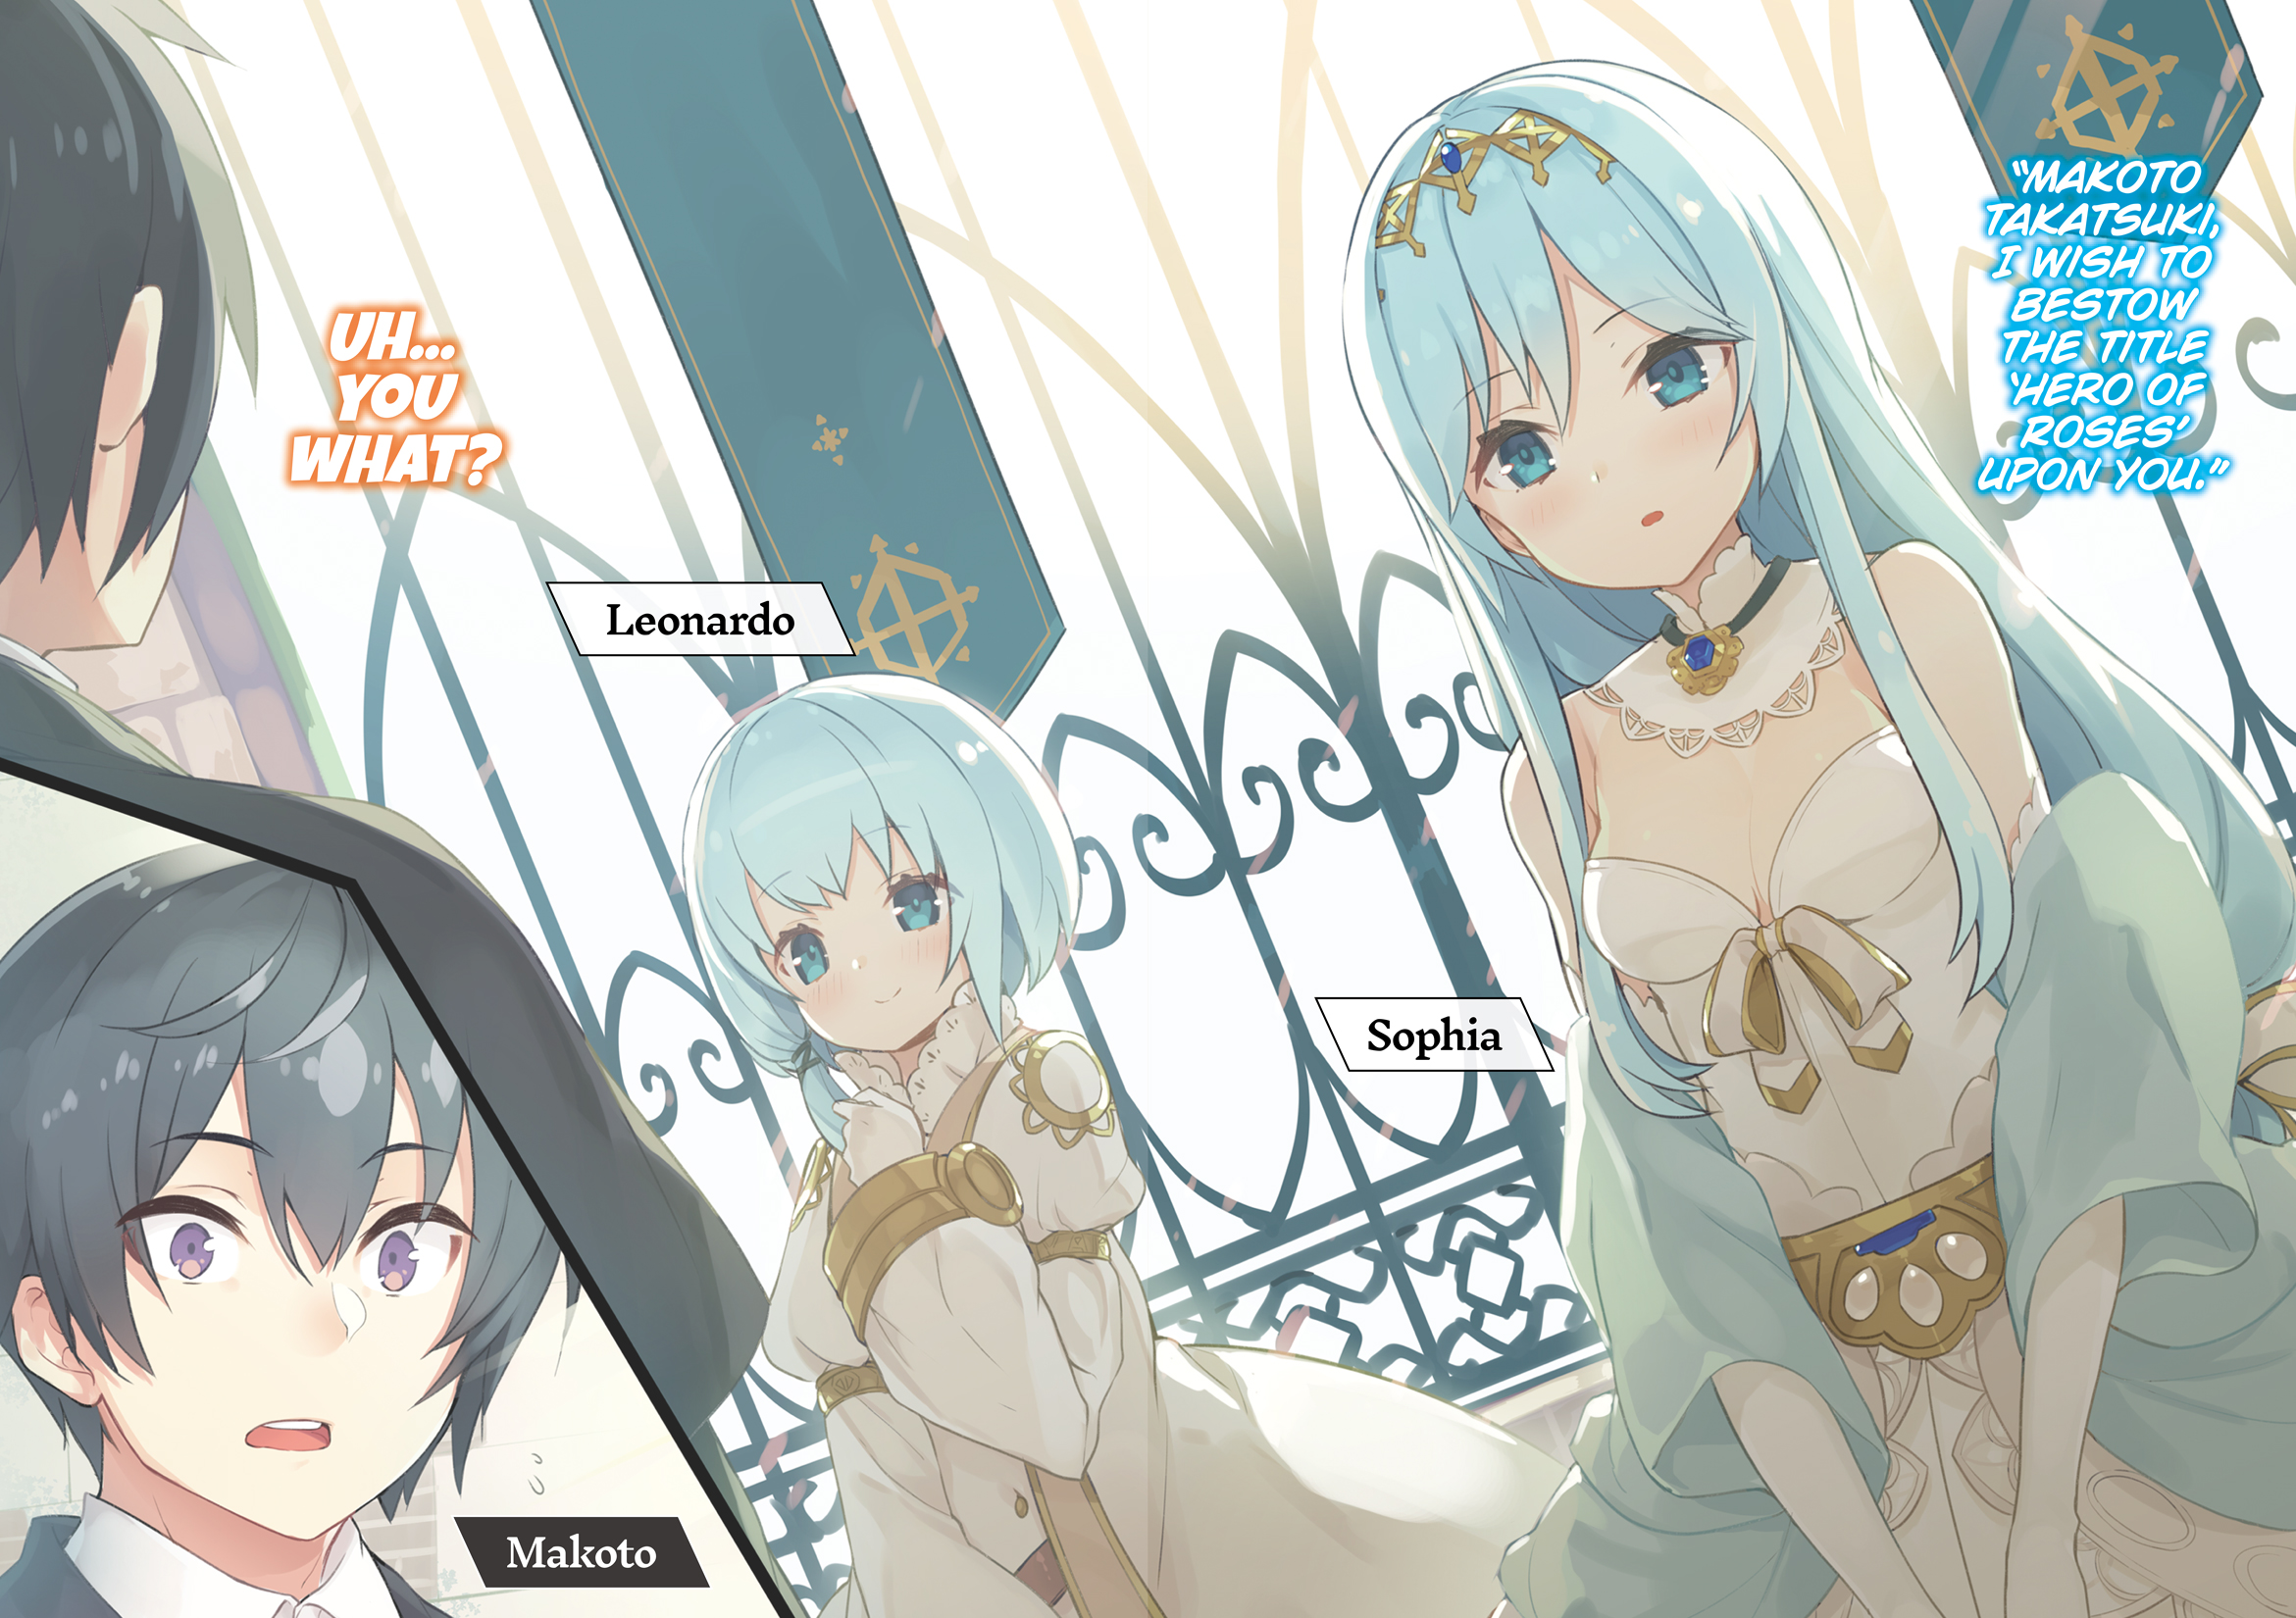 “MAKOTO
TAKATSUKI,
I WISH TO
BESTOW
THE TITLE
‘HERO OF
ROSES’
UPON YOU.”
UH...
YOU
WHAT?
Leonardo
Sophia
Makoto